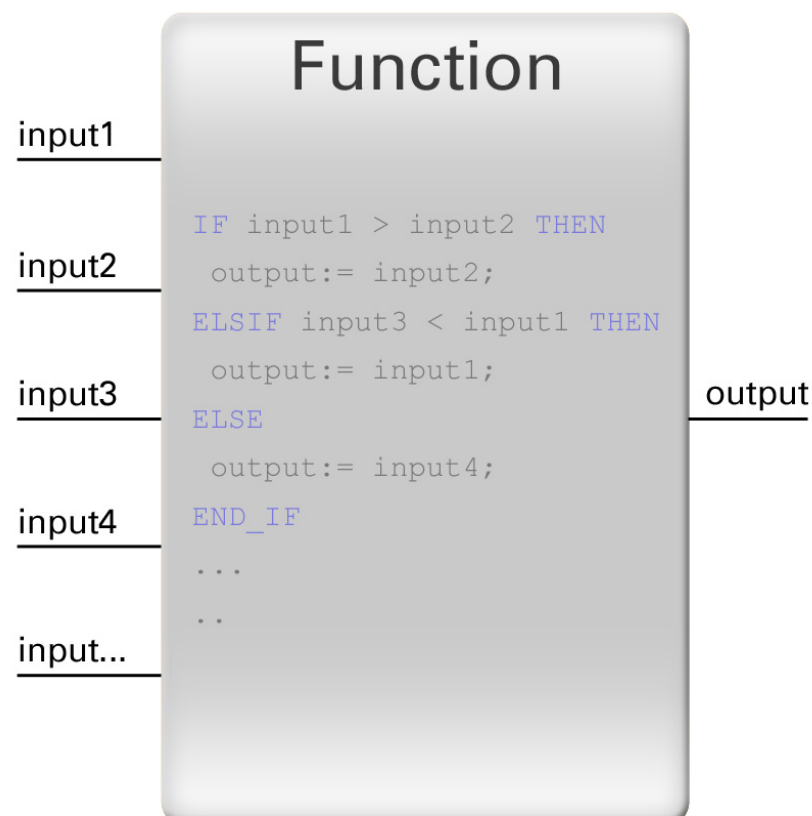 Function
input1
input2
input3
input4
input...
IF input1 > input2 THEN
output:= input2;
ELSIF input3 < input1 THEN
output:= input1;
ELSE
output:= input4;
END_IF
...
..
output